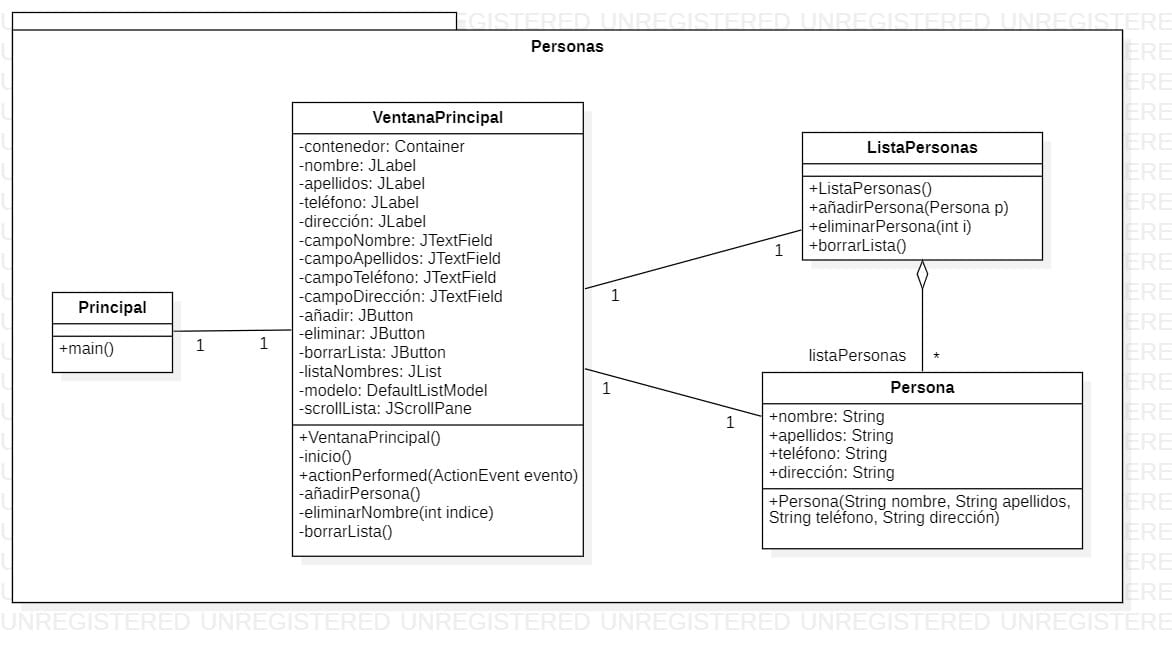 UNREGISTERED UNREGISTERED UNREGISTERED UNREGISTERE
Personas
VentanaPrincipal
-contenedor: Container
-nombre: JLabel
-apellidos: JLabel
-teléfono: JLabel
-dirección: JLabel
-campoNombre: JTextField
-campoApellidos: JTextField
-campoTeléfono: JTextField
-campoDirección: JTextField
-añadir: JButton
-eliminar: JButton
-borrarLista: JButton
-listaNombres: JList
-modelo: DefaultListModel
-scrollLista: JScrollPane
+VentanaPrincipal()
-inicio()
+actionPerformed(ActionEvent evento)
-añadirPersona()
-eliminarNombre(int indice)
-borrarLista()
ListaPersonas
+ListaPersonas()
+añadirPersona(Persona p)
+eliminarPersona(int i)
+borrarLista()
Principal
+main()
1
1
1
1
1
1
listaPersonas
*
Persona
+nombre: String
+apellidos: String
+teléfono: String
+dirección: String
+Persona(String nombre, String apellidos,
String teléfono, String dirección)
UNREGISTERED UNREGISTERED UNREGISTERED UNREGISTERED UNREGISTERED UNREGISTERE